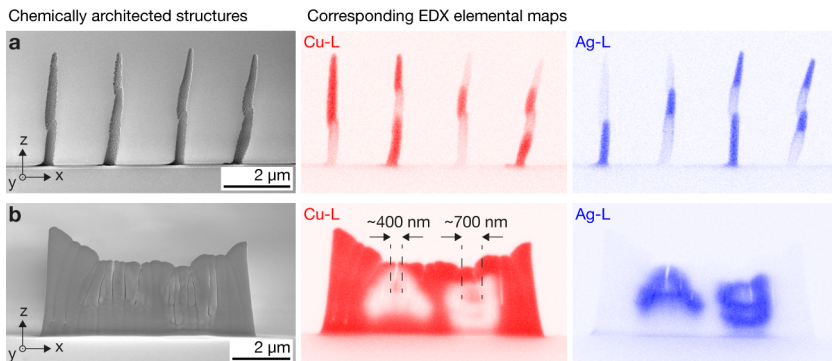 Chemically architected structures
Corresponding EDX elemental maps
a
Cu-L
Ag-L
z
y
x
2 µm
b
Cu-L
~400 nm
~700 nm
Ag-L
z
y
x
2 µm
Ag